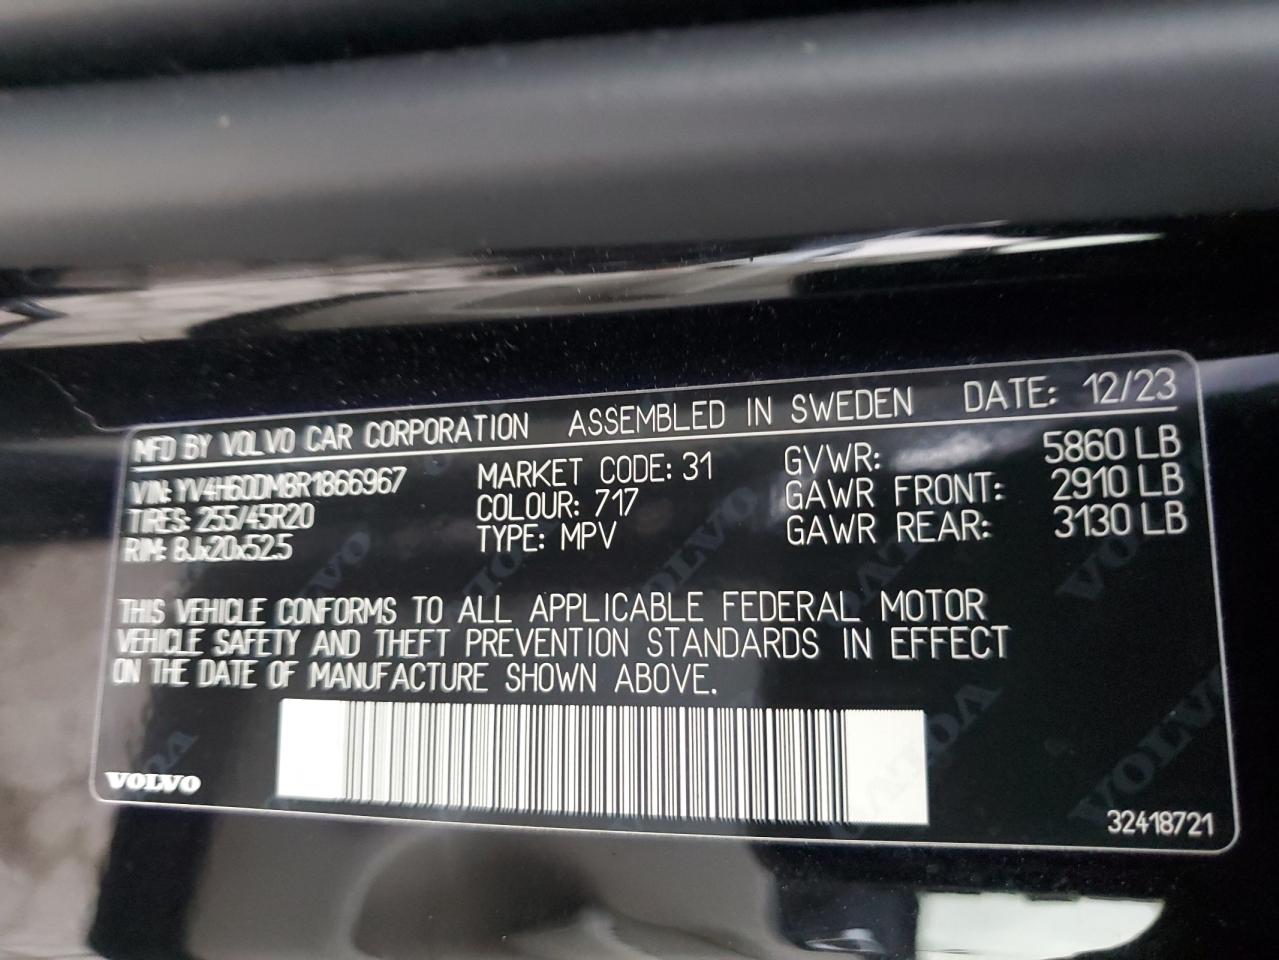 MFD BY VOLVO CAR CORPORATION ASSEMBLED IN SWEDEN DATE: 12/23
VIN: YV4H60DM8R1866967 MARKET CODE: 31 GVWR: 5860 LB
TIRES: 255/45R20 COLOUR: 717 GAWR FRONT: 2910 LB
RIM: 8Jx20x52.5 TYPE: MPV GAWR REAR: 3130 LB
THIS VEHICLE CONFORMS TO ALL APPLICABLE FEDERAL MOTOR
VEHICLE SAFETY AND THEFT PREVENTION STANDARDS IN EFFECT
ON THE DATE OF MANUFACTURE SHOWN ABOVE.
VOLVO
32418721